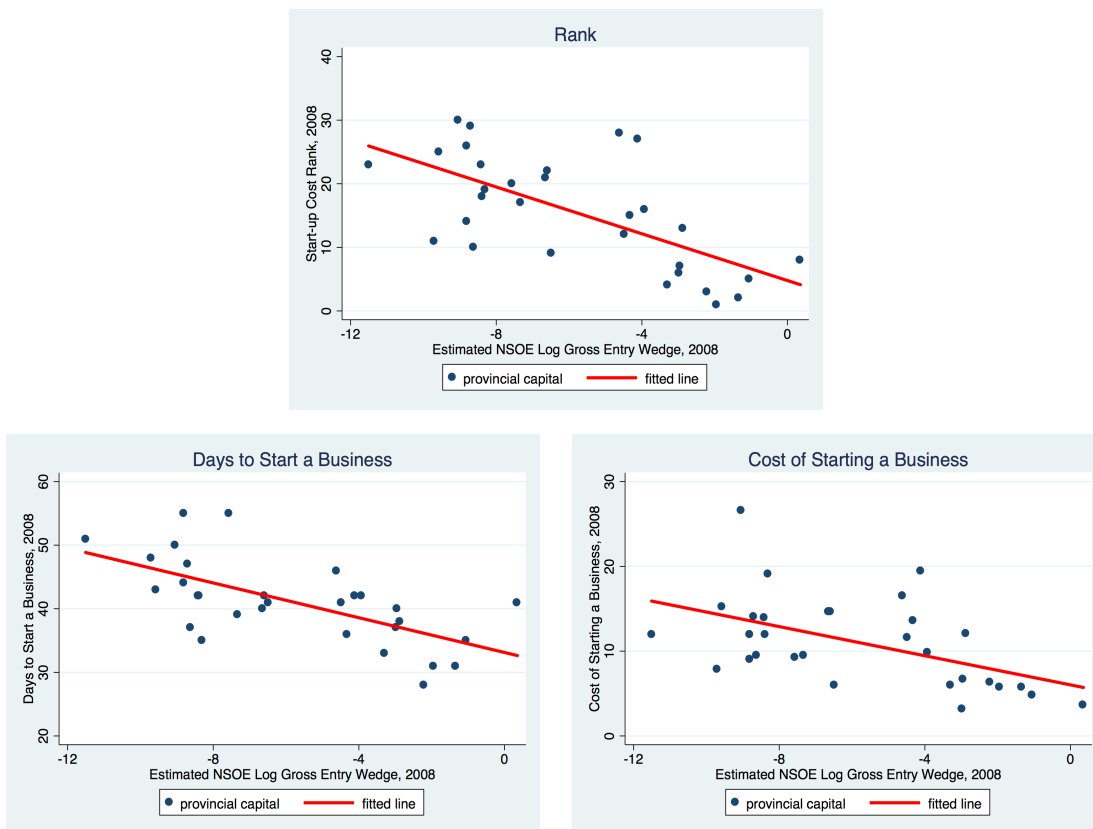 Rank
Start-up Cost Rank, 2008
40
30
20
10
0
-12 -8 -4 0
Estimated NSOE Log Gross Entry Wedge, 2008
provincial capital fitted line
Days to Start a Business
Days to Start a Business, 2008
60
50
40
30
20
-12 -8 -4 0
Estimated NSOE Log Gross Entry Wedge, 2008
provincial capital fitted line
Cost of Starting a Business
Cost of Starting a Business, 2008
30
20
10
0
-12 -8 -4 0
Estimated NSOE Log Gross Entry Wedge, 2008
provincial capital fitted line